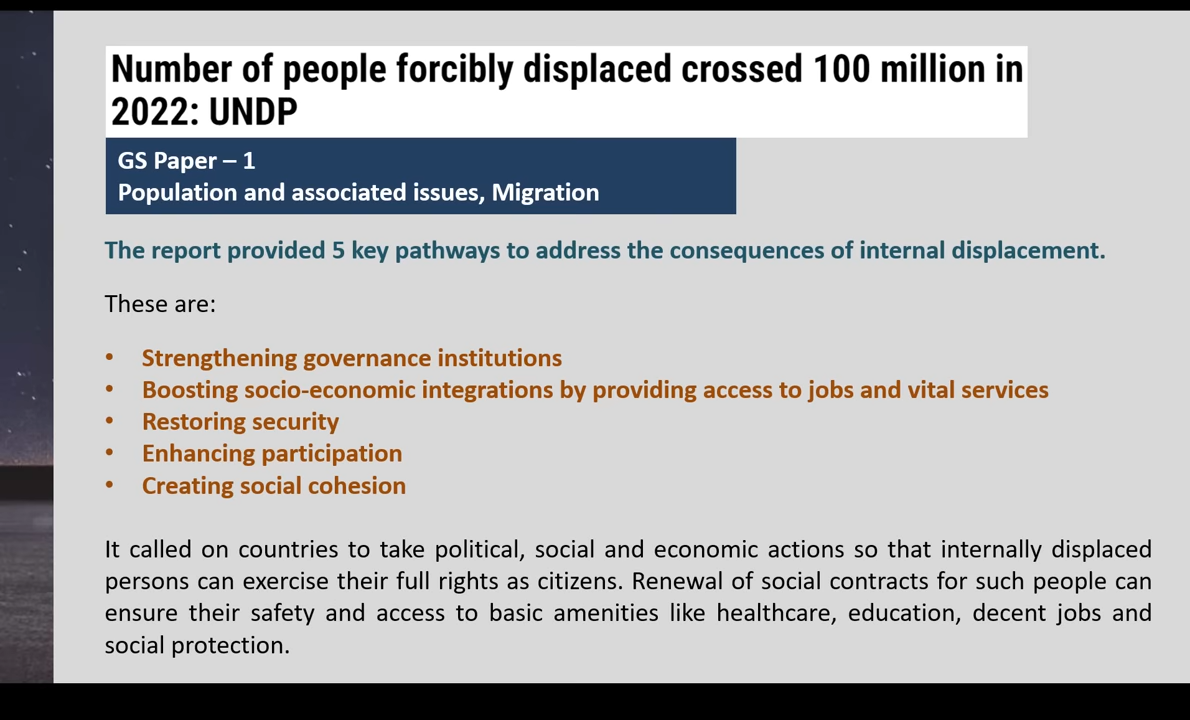 Number of people forcibly displaced crossed 100 million in
2022: UNDP
GS Paper – 1
Population and associated issues, Migration
The report provided 5 key pathways to address the consequences of internal displacement.
These are:
• Strengthening governance institutions
• Boosting socio-economic integrations by providing access to jobs and vital services
• Restoring security
• Enhancing participation
• Creating social cohesion
It called on countries to take political, social and economic actions so that internally displaced
persons can exercise their full rights as citizens. Renewal of social contracts for such people can
ensure their safety and access to basic amenities like healthcare, education, decent jobs and
social protection.